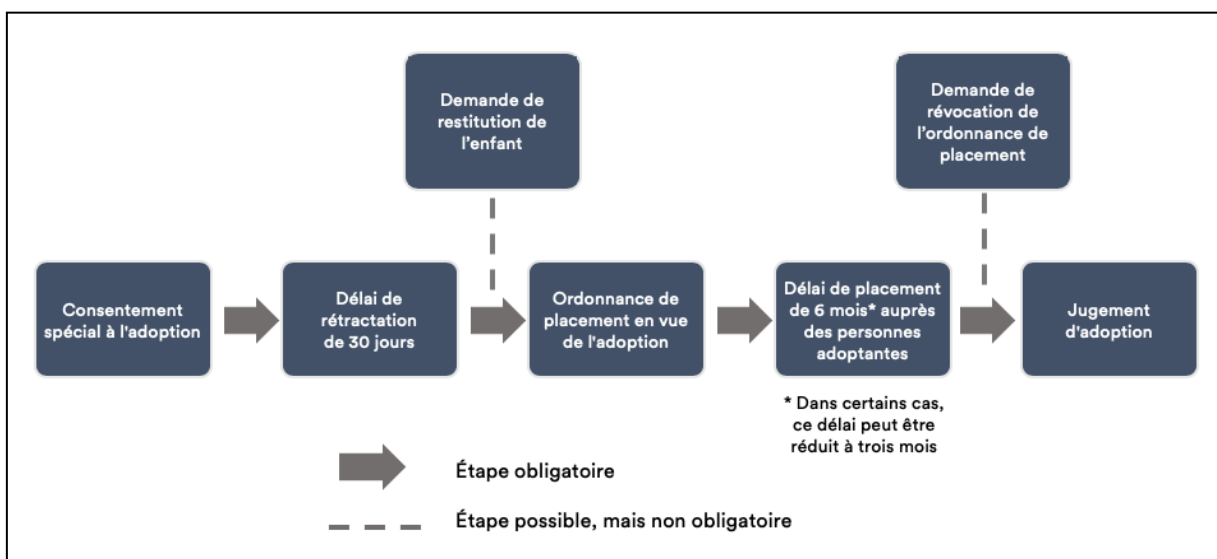 Demande de
restitution de
l'enfant
Demande de
révocation de
l'ordonnance de
placement
Consentement
spécial à l'adoption
Délai de
rétractation
de 30 jours
Ordonnance de
placement en vue
de l'adoption
Délai de placement
de 6 mois* auprès
des personnes
adoptantes
Jugement
d'adoption
* Dans certains cas,
ce délai peut être
réduit à trois mois
Étape obligatoire
Étape possible, mais non obligatoire